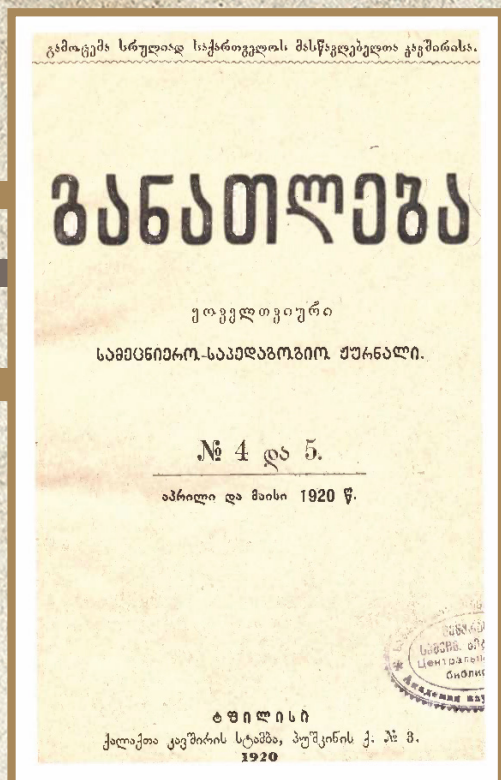 გამოცემა სრულიად საქართველოს მასწავლებელთა კავშირისა.
განათლება
ყოველთვიური
სამეცნიერო-საპედაგოგიო ჟურნალი.
№ 4 და 5.
აპრილი და მაისი 1920 წ.
ტფილისი
ქალაქთა კავშირის სტამბა, პუშკინის ქ. № 3.
1920